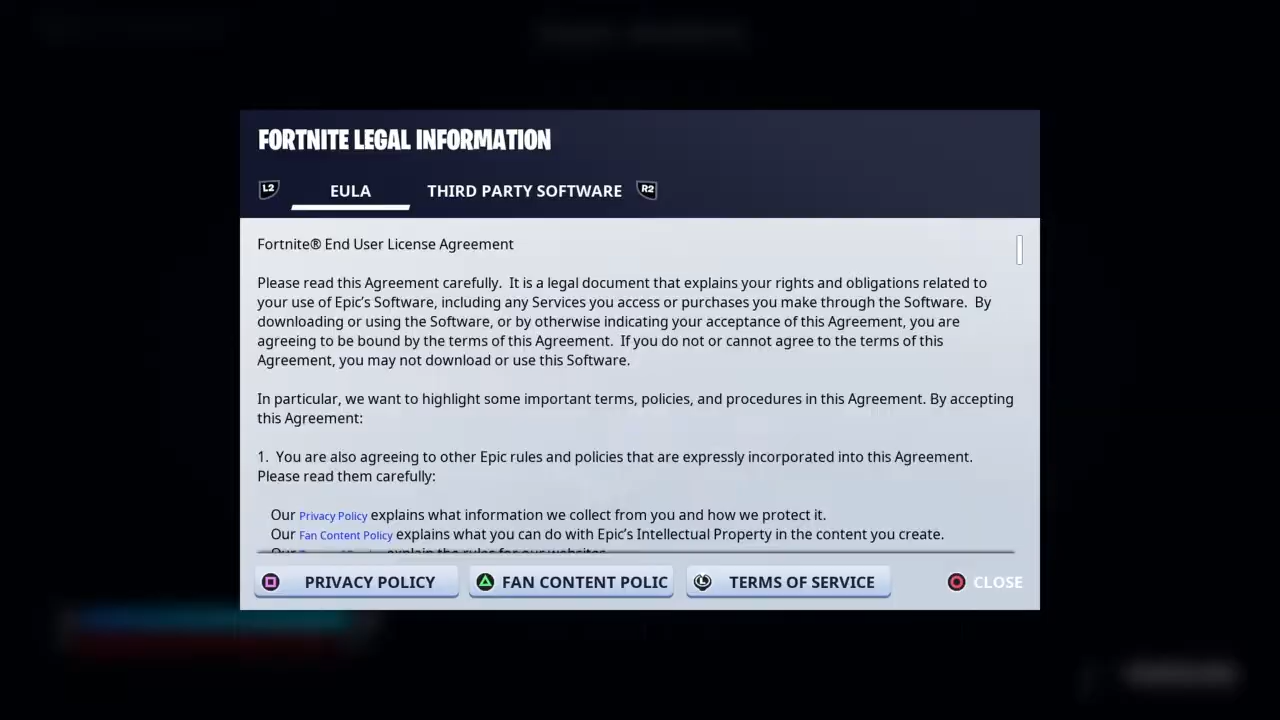 FORTNITE LEGAL INFORMATION
L2 EULA THIRD PARTY SOFTWARE R2
Fortnite® End User License Agreement
Please read this Agreement carefully.  It is a legal document that explains your rights and obligations related to
your use of Epic’s Software, including any Services you access or purchases you make through the Software.  By
downloading or using the Software, or by otherwise indicating your acceptance of this Agreement, you are
agreeing to be bound by the terms of this Agreement.  If you do not or cannot agree to the terms of this
Agreement, you may not download or use this Software.
In particular, we want to highlight some important terms, policies, and procedures in this Agreement. By accepting
this Agreement:
1.  You are also agreeing to other Epic rules and policies that are expressly incorporated into this Agreement.
Please read them carefully:
Our Privacy Policy explains what information we collect from you and how we protect it.
Our Fan Content Policy explains what you can do with Epic’s Intellectual Property in the content you create.
Our explain the rules for our websites
PRIVACY POLICY FAN CONTENT POLIC L TERMS OF SERVICE CLOSE